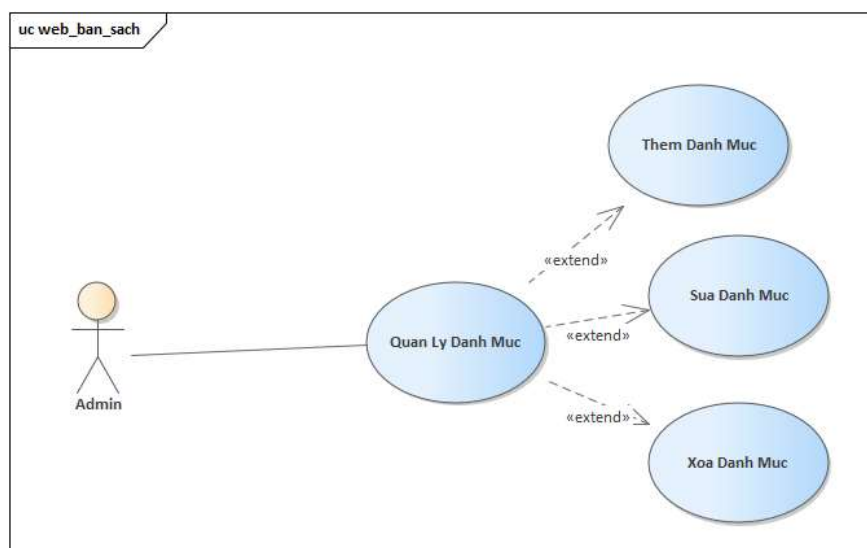 uc web_ban_sach
Them Danh Muc
«extend»
Sua Danh Muc
Quan Ly Danh Muc
«extend»
Admin
«extend»
Xoa Danh Muc